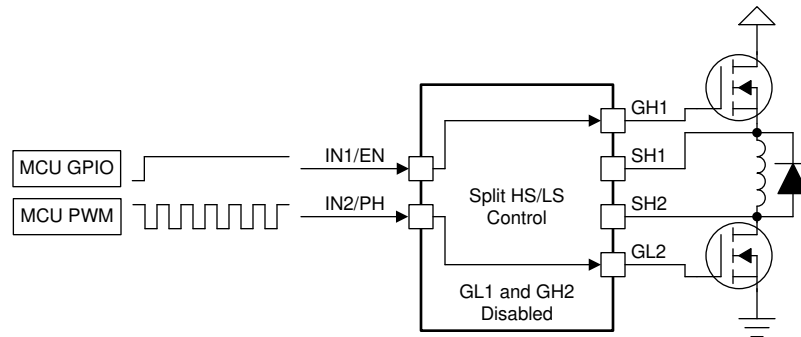 GH1
IN1/EN
MCU GPIO
SH1
Split HS/LS
Control
IN2/PH
MCU PWM
SH2
GL2
GL1 and GH2
Disabled